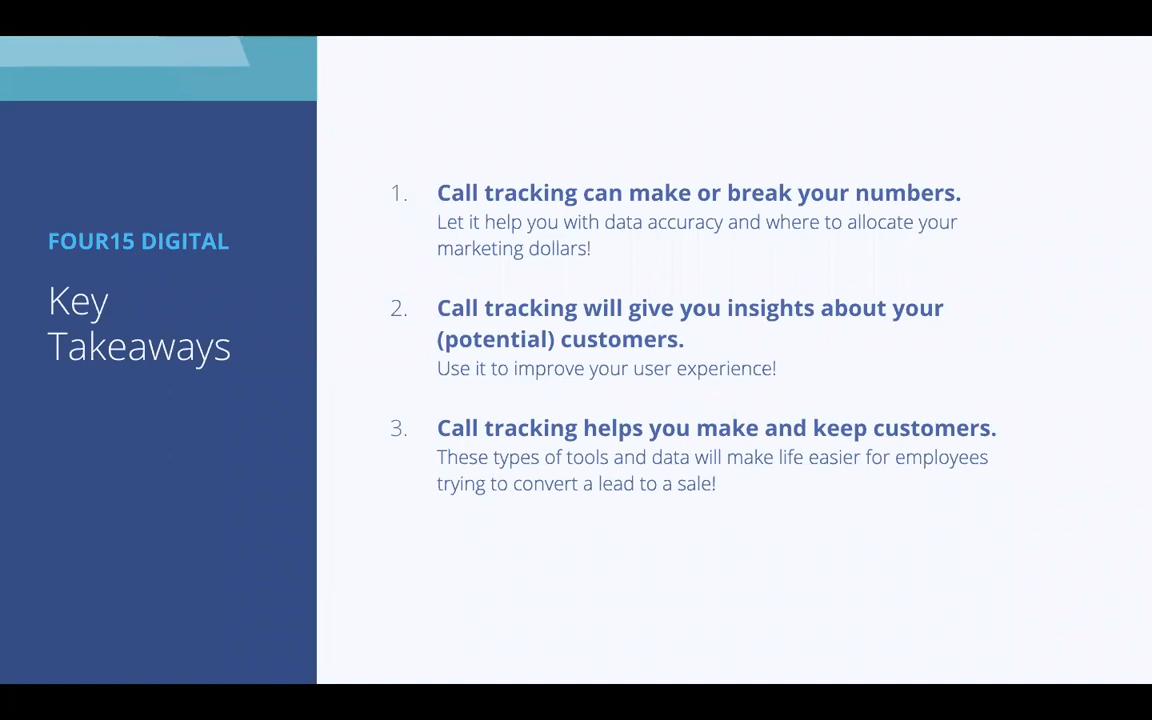 FOUR15 DIGITAL
Key
Takeaways
1. Call tracking can make or break your numbers.
Let it help you with data accuracy and where to allocate your
marketing dollars!
2. Call tracking will give you insights about your
(potential) customers.
Use it to improve your user experience!
3. Call tracking helps you make and keep customers.
These types of tools and data will make life easier for employees
trying to convert a lead to a sale!